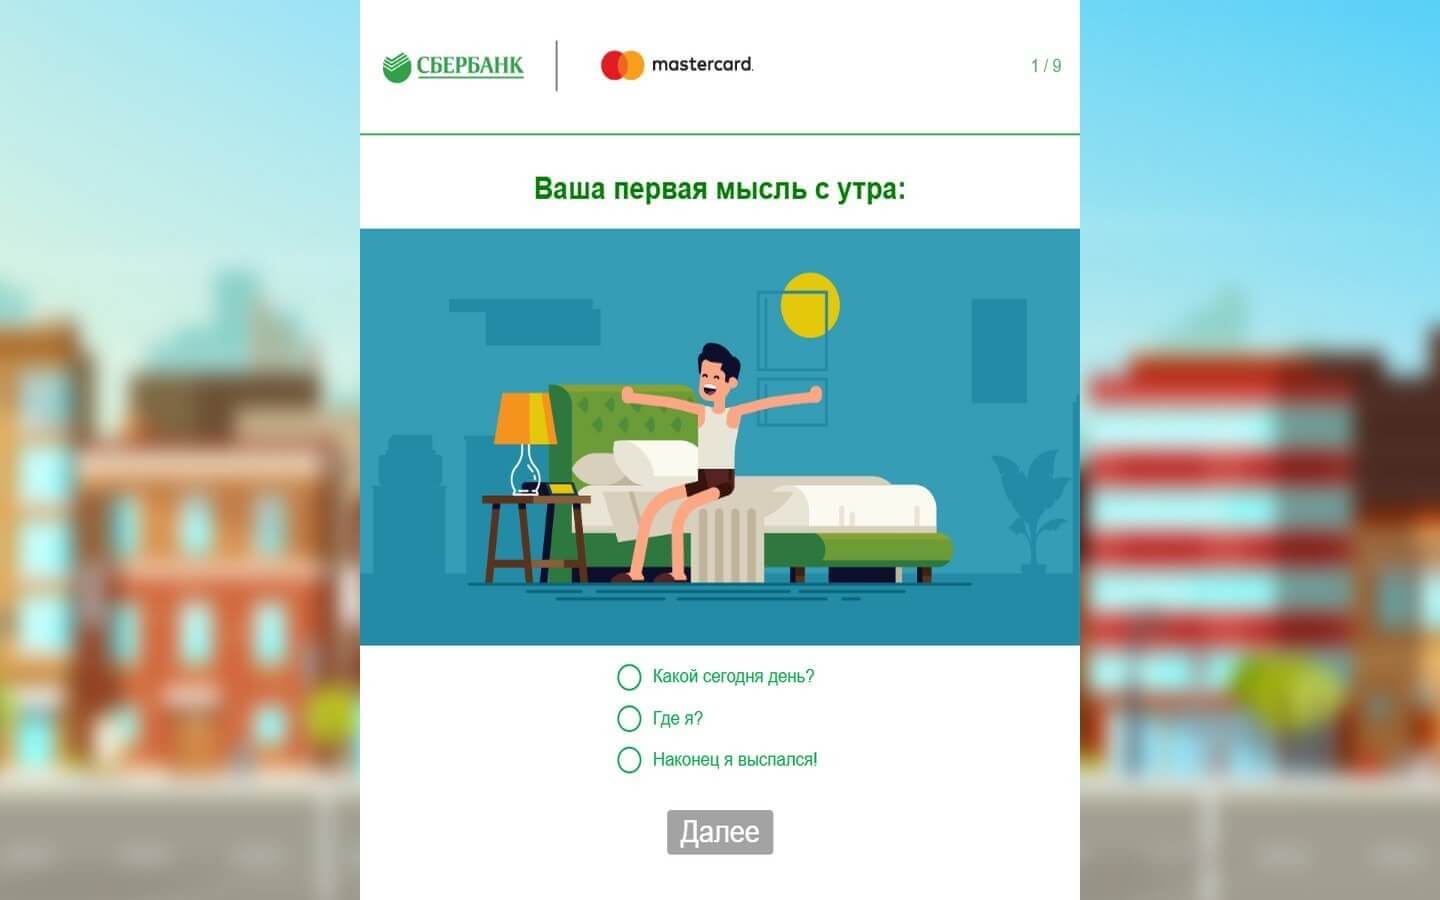 СБЕРБАНК
mastercard.
1 / 9
Ваша первая мысль с утра:
Какой сегодня день?
Где я?
Наконец я выспался!
Далее